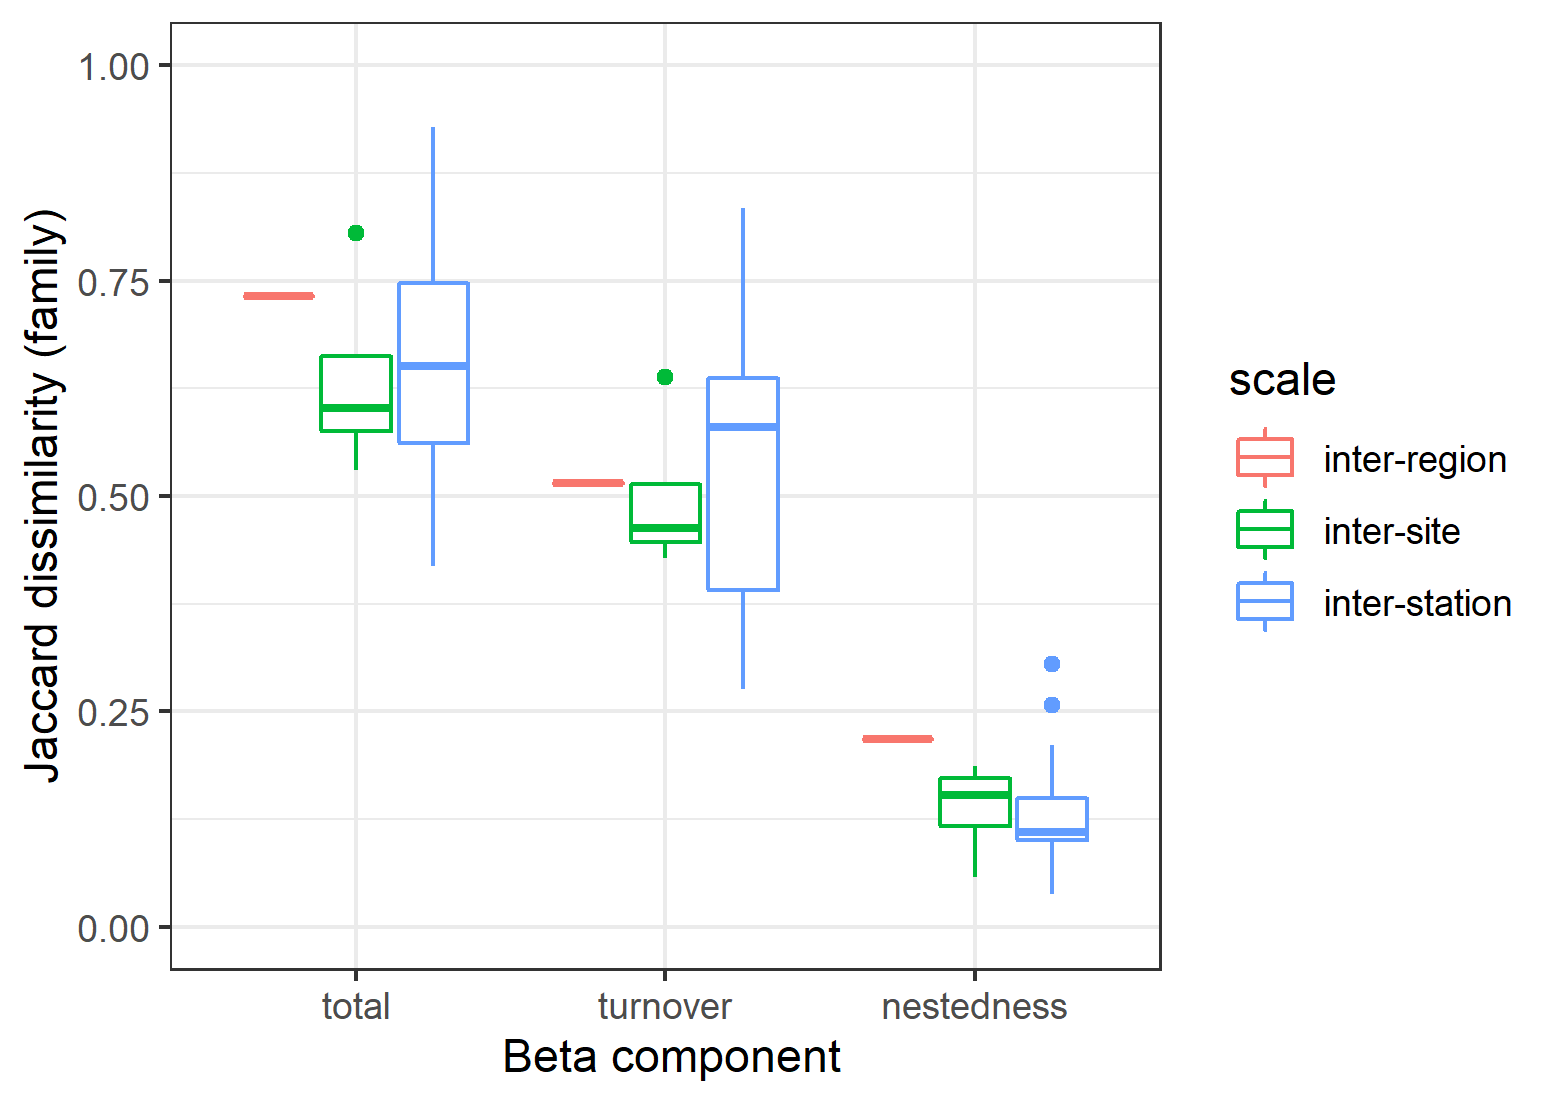 Jaccard dissimilarity (family)
1.00
0.75
0.50
0.25
0.00
total
turnover
nestedness
Beta component
scale
inter-region
inter-site
inter-station